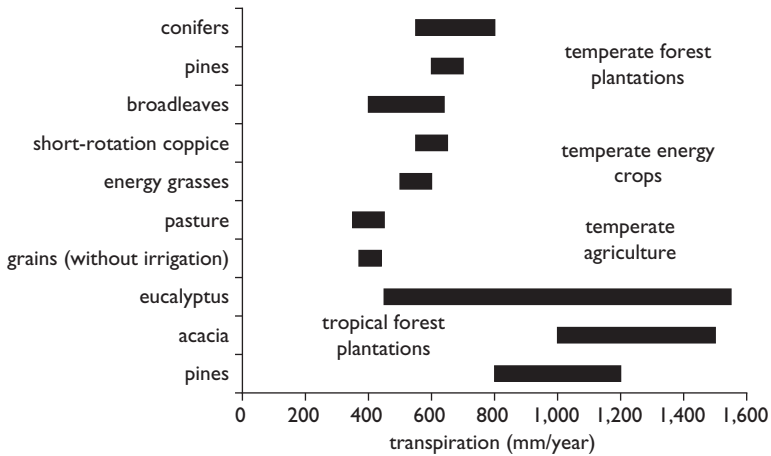 conifers
pines
broadleaves
short-rotation coppice
energy grasses
pasture
grains (without irrigation)
eucalyptus
acacia
pines
temperate forest
plantations
temperate energy
crops
temperate
agriculture
tropical forest
plantations
0 200 400 600 800 1,000 1,200 1,400 1,600
transpiration (mm/year)